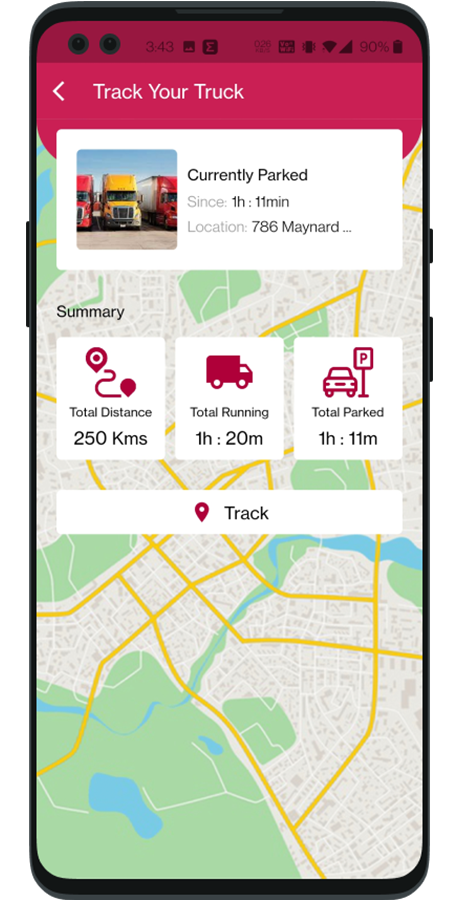 3:43 90%
Track Your Truck
Currently Parked
Since: 1h : 11min
Location: 786 Maynard ...
Summary
Total Distance Total Running Total Parked
250 Kms 1h : 20m 1h : 11m
P
Track